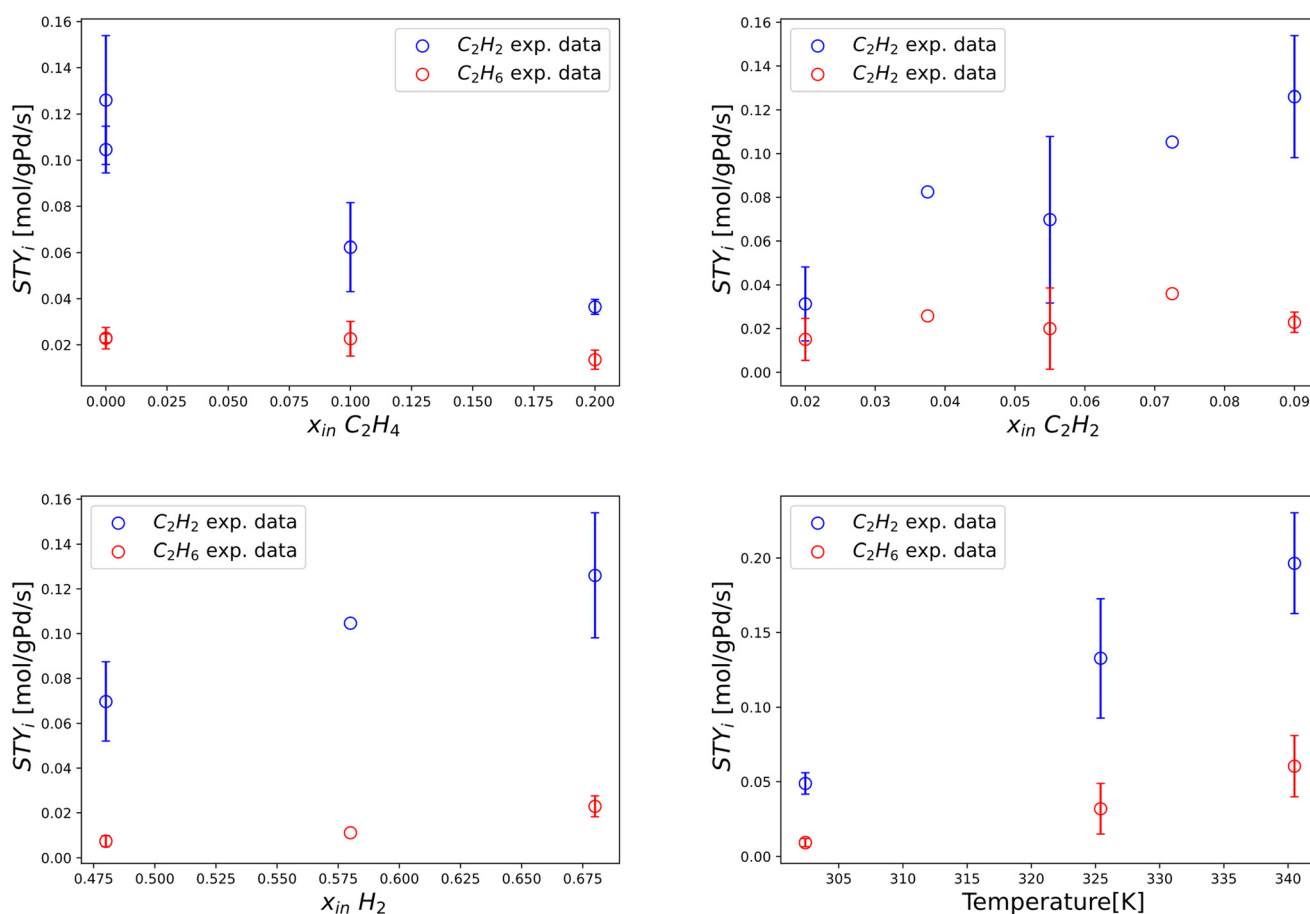 0.16
0.14
0.12
0.10
0.08
0.06
0.04
0.02
STY_i [mol/gPd/s]
C₂H₂ exp. data
C₂H₆ exp. data
0.000 0.025 0.050 0.075 0.100 0.125 0.150 0.175 0.200
x_in C₂H₄
0.16
0.14
0.12
0.10
0.08
0.06
0.04
0.02
0.00
STY_i [mol/gPd/s]
C₂H₂ exp. data
C₂H₂ exp. data
0.02 0.03 0.04 0.05 0.06 0.07 0.08 0.09
x_in C₂H₂
0.16
0.14
0.12
0.10
0.08
0.06
0.04
0.02
0.00
STY_i [mol/gPd/s]
C₂H₂ exp. data
C₂H₆ exp. data
0.475 0.500 0.525 0.550 0.575 0.600 0.625 0.650 0.675
x_in H₂
0.20
0.15
0.10
0.05
0.00
STY_i [mol/gPd/s]
C₂H₂ exp. data
C₂H₆ exp. data
305 310 315 320 325 330 335 340
Temperature[K]